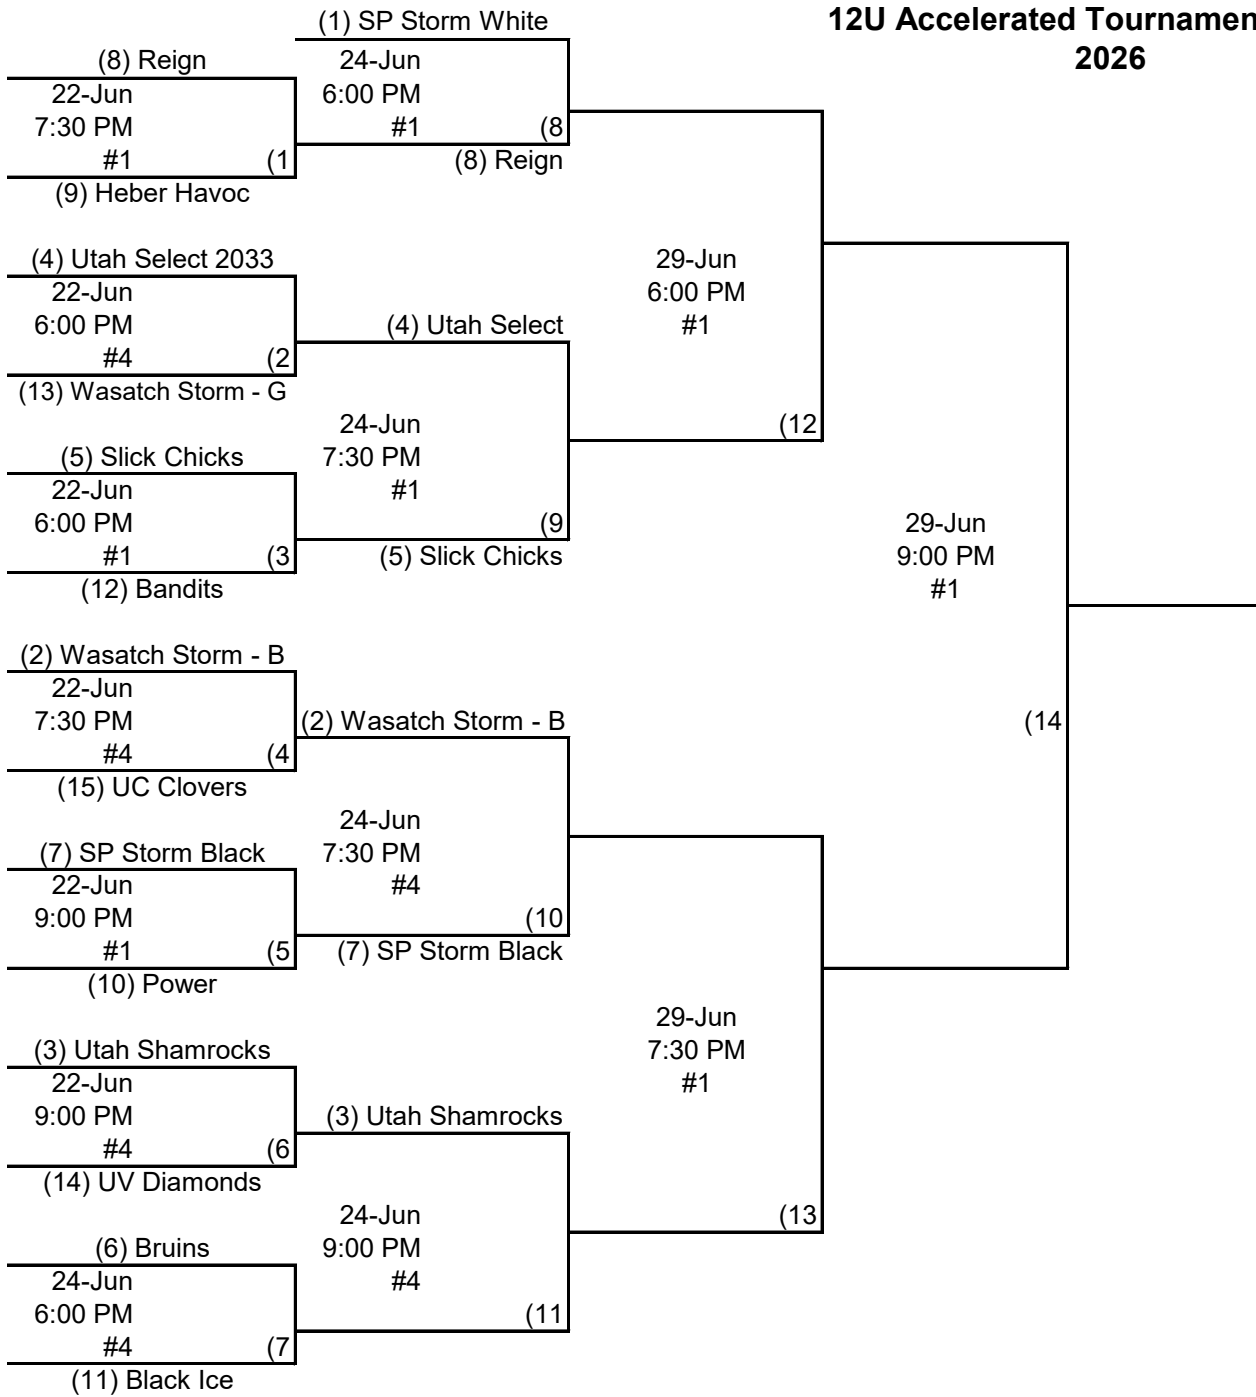 12U Accelerated Tournamen
2026
(1) SP Storm White
24-Jun
6:00 PM
#1 (8
(8) Reign
(8) Reign
22-Jun
7:30 PM
#1 (1
(9) Heber Havoc
(4) Utah Select 2033
22-Jun
6:00 PM
#4 (2
(13) Wasatch Storm - G
(4) Utah Select
24-Jun
7:30 PM
#1
(9
(5) Slick Chicks
(5) Slick Chicks
22-Jun
6:00 PM
#1 (3
(12) Bandits
29-Jun
6:00 PM
#1
(12
(2) Wasatch Storm - B
22-Jun
7:30 PM
#4 (4
(15) UC Clovers
(2) Wasatch Storm - B
24-Jun
7:30 PM
#4
(10
(7) SP Storm Black
(7) SP Storm Black
22-Jun
9:00 PM
#1 (5
(10) Power
(3) Utah Shamrocks
22-Jun
9:00 PM
#4 (6
(14) UV Diamonds
(3) Utah Shamrocks
24-Jun
9:00 PM
#4
(11
(6) Bruins
24-Jun
6:00 PM
#4 (7
(11) Black Ice
29-Jun
7:30 PM
#1
(13
29-Jun
9:00 PM
#1
(14